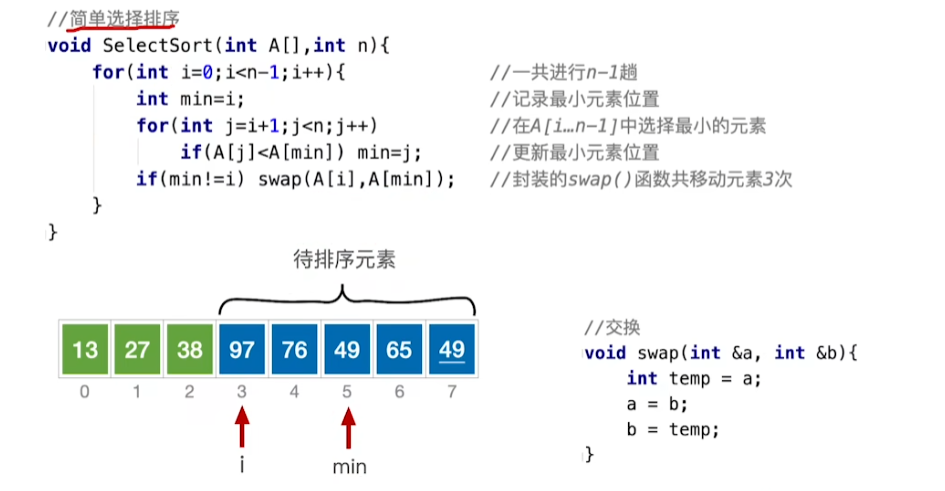 //简单选择排序
void SelectSort(int A[],int n){
for(int i=0;i<n-1;i++){ //一共进行n-1趟
int min=i; //记录最小元素位置
for(int j=i+1;j<n;j++) //在A[i…n-1]中选择最小的元素
if(A[j]<A[min]) min=j; //更新最小元素位置
if(min!=i) swap(A[i],A[min]); //封装的swap()函数共移动元素3次
}
}
待排序元素
13 27 38 97 76 49 65 49
0 1 2 3 4 5 6 7
i min
//交换
void swap(int &a, int &b){
int temp = a;
a = b;
b = temp;
}